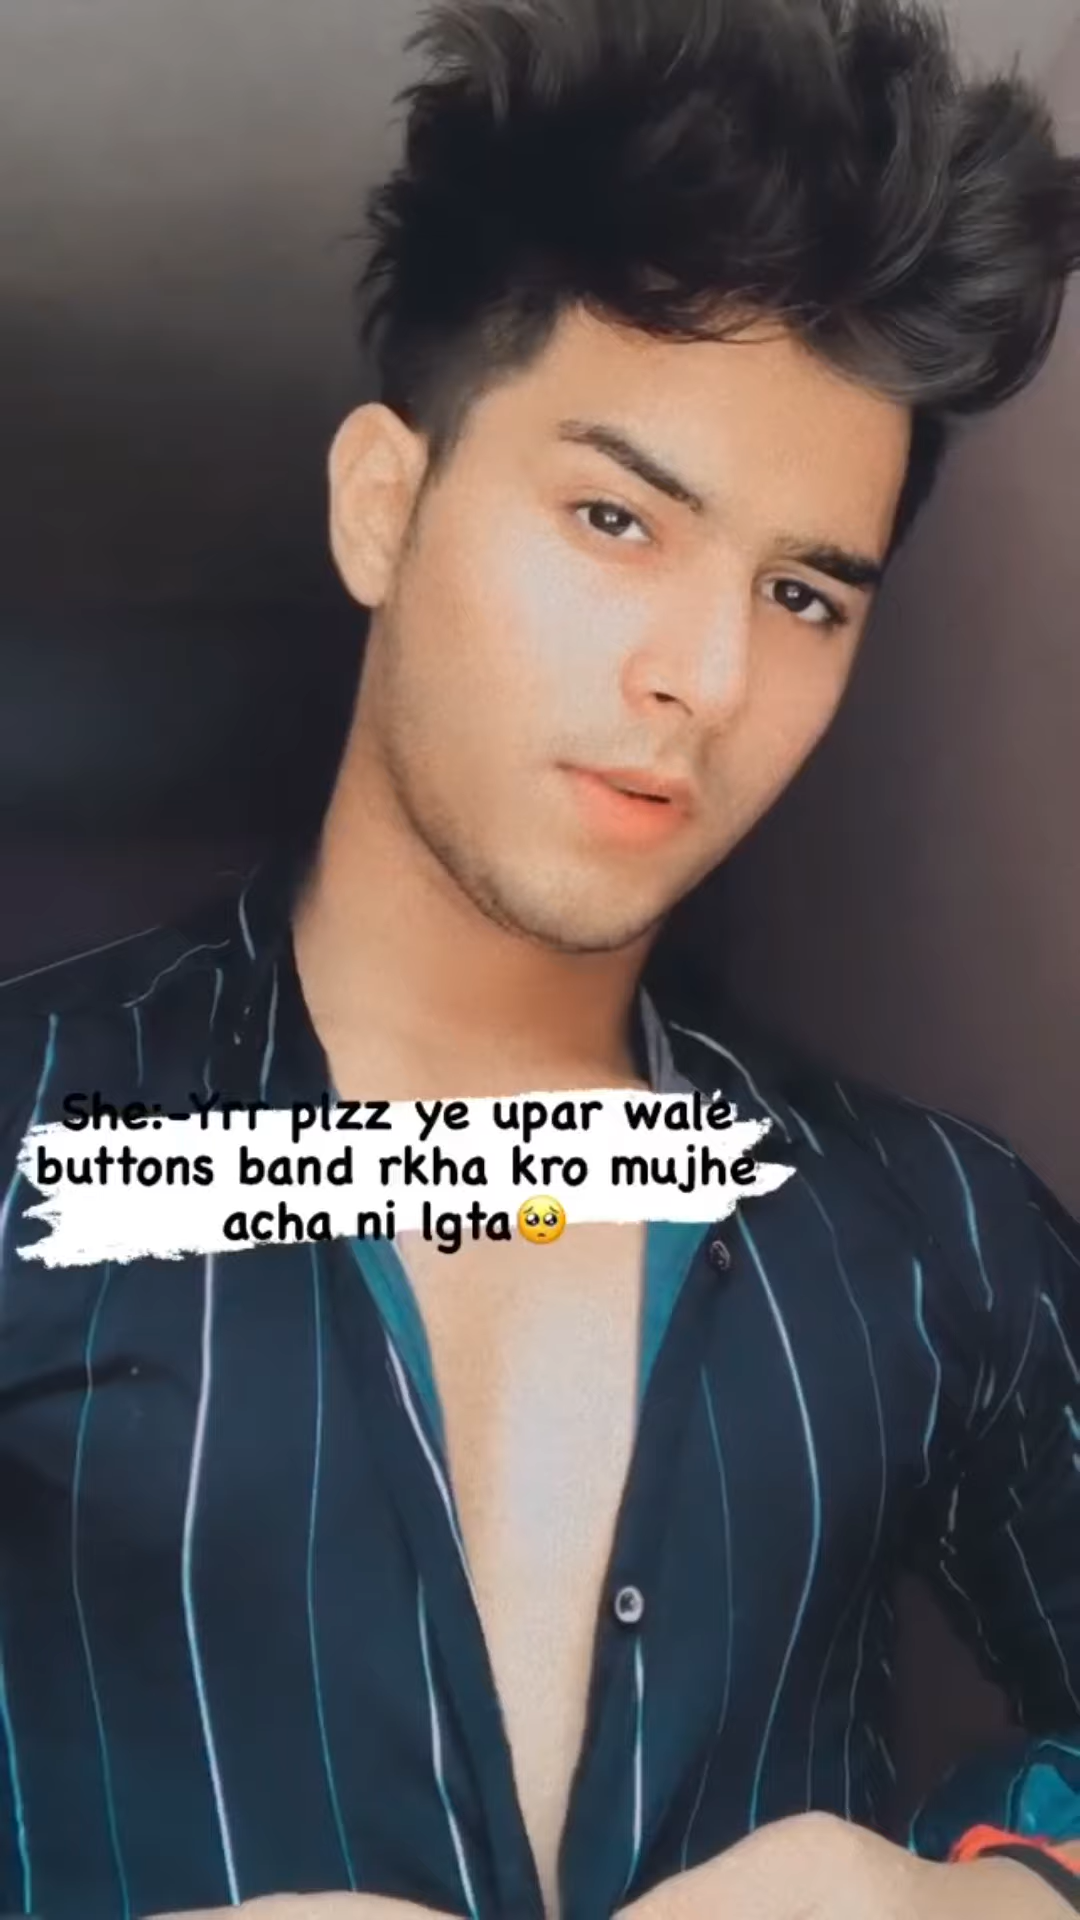 She:-Yrr plzz ye upar wale
buttons band rkha kro mujhe
acha ni lgta🥺